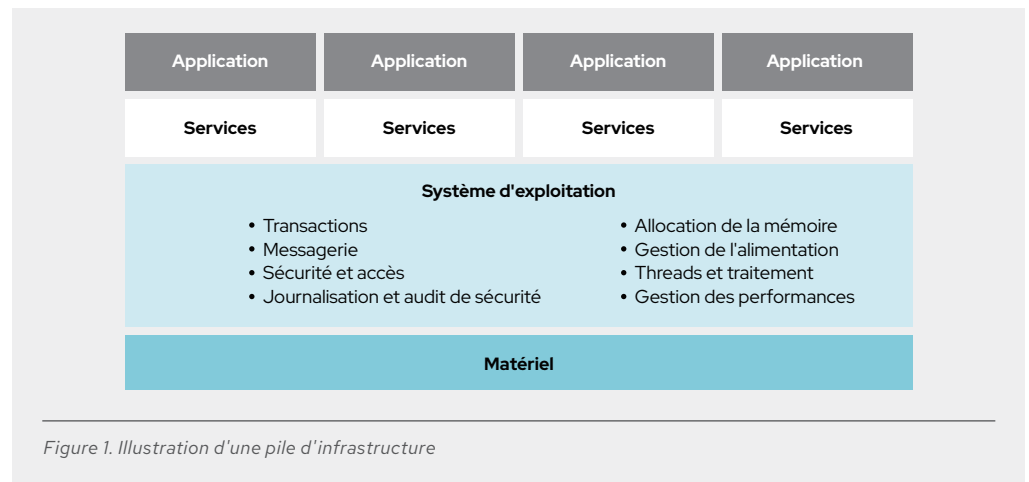 Application Application Application Application
Services Services Services Services
Système d'exploitation
• Transactions
• Messagerie
• Sécurité et accès
• Journalisation et audit de sécurité
• Allocation de la mémoire
• Gestion de l'alimentation
• Threads et traitement
• Gestion des performances
Matériel
Figure 1. Illustration d'une pile d'infrastructure